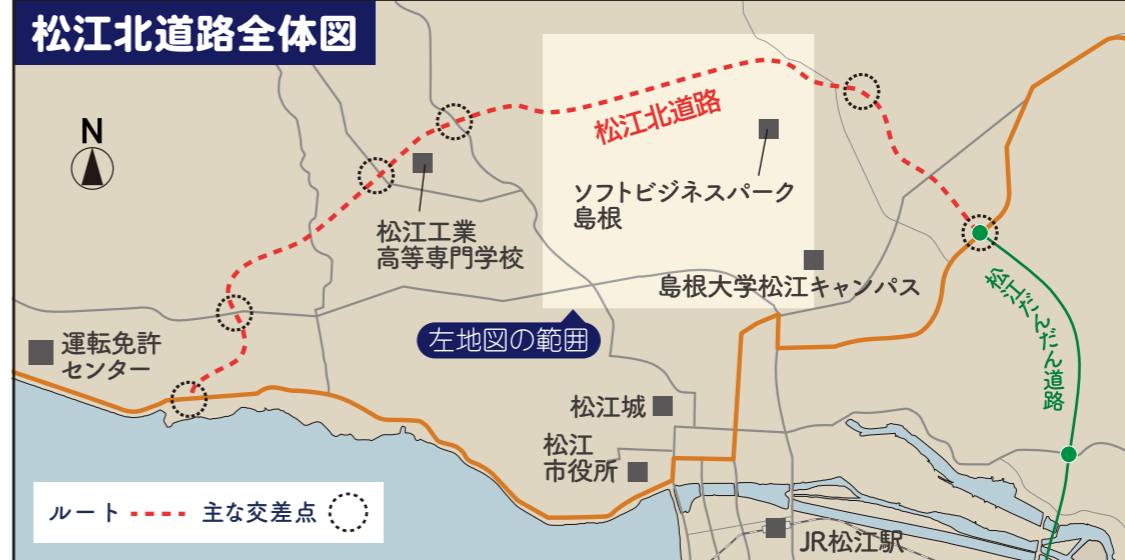 松江北道路全体図
N
松江北道路
ソフトビジネスパーク
島根
松江工業
高等専門学校
島根大学松江キャンパス
松江だんだん道路
左地図の範囲
運転免許
センター
松江城
松江
市役所
ルート
主な交差点
JR松江駅